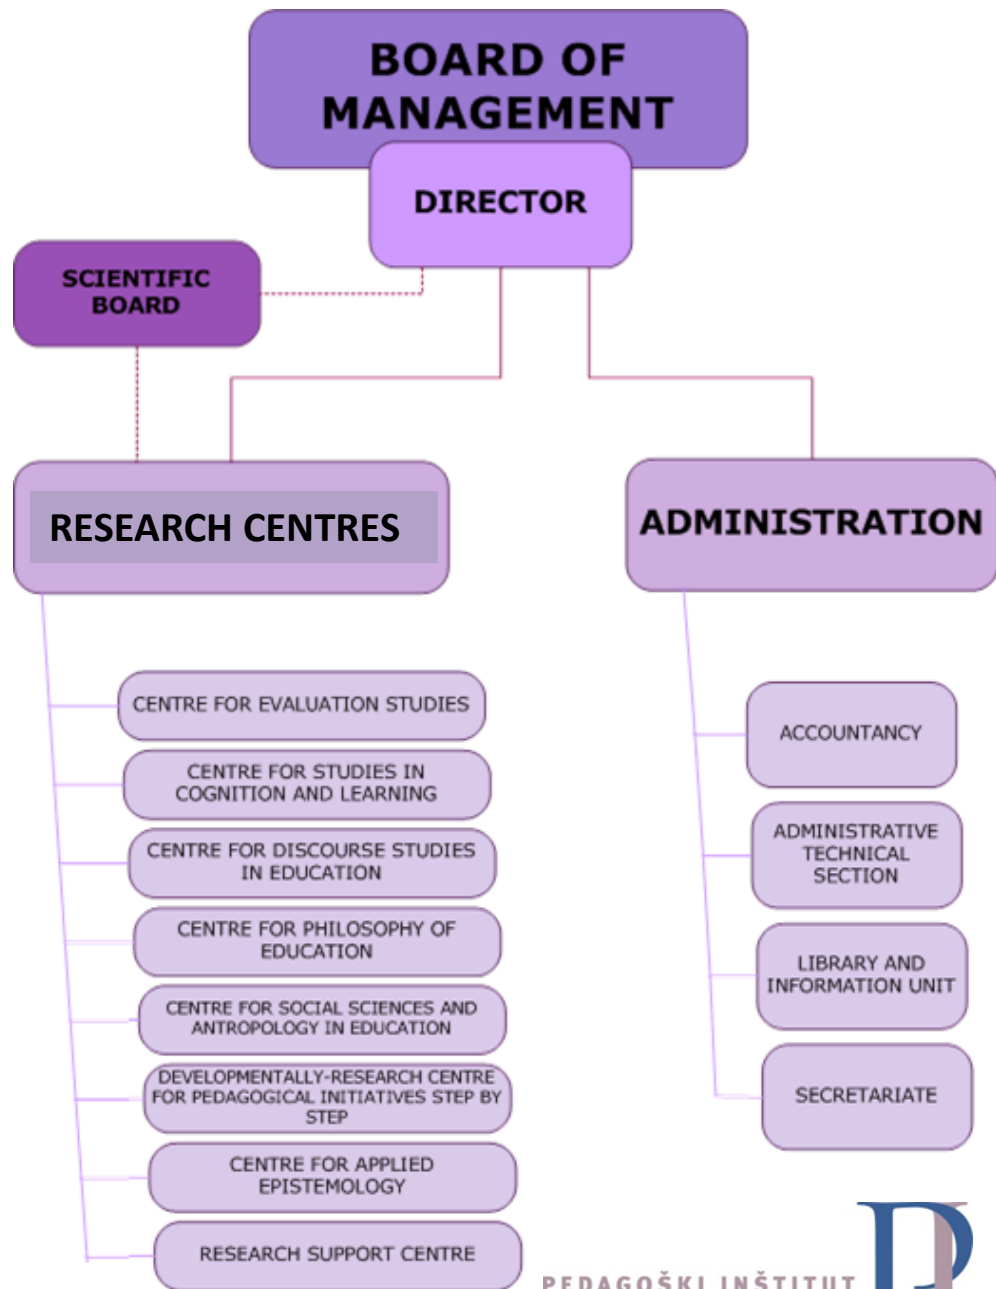 BOARD OF
MANAGEMENT
DIRECTOR
SCIENTIFIC
BOARD
RESEARCH CENTRES
ADMINISTRATION
CENTRE FOR EVALUATION STUDIES
CENTRE FOR STUDIES IN
COGNITION AND LEARNING
CENTRE FOR DISCOURSE STUDIES
IN EDUCATION
CENTRE FOR PHILOSOPHY OF
EDUCATION
CENTRE FOR SOCIAL SCIENCES AND
ANTROPOLOGY IN EDUCATION
DEVELOPMENTALLY-RESEARCH CENTRE
FOR PEDAGOGICAL INITIATIVES STEP BY
STEP
CENTRE FOR APPLIED
EPISTEMOLOGY
RESEARCH SUPPORT CENTRE
ACCOUNTANCY
ADMINISTRATIVE
TECHNICAL
SECTION
LIBRARY AND
INFORMATION UNIT
SECRETARIATE
PEDAGOŠKI INŠTITUT
PI